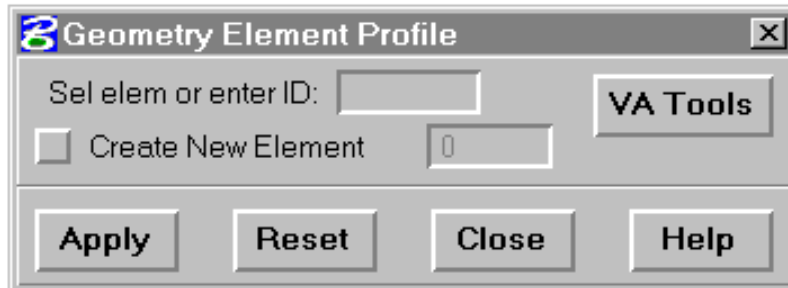 Geometry Element Profile
Sel elem or enter ID:
VA Tools
Create New Element 0
Apply Reset Close Help